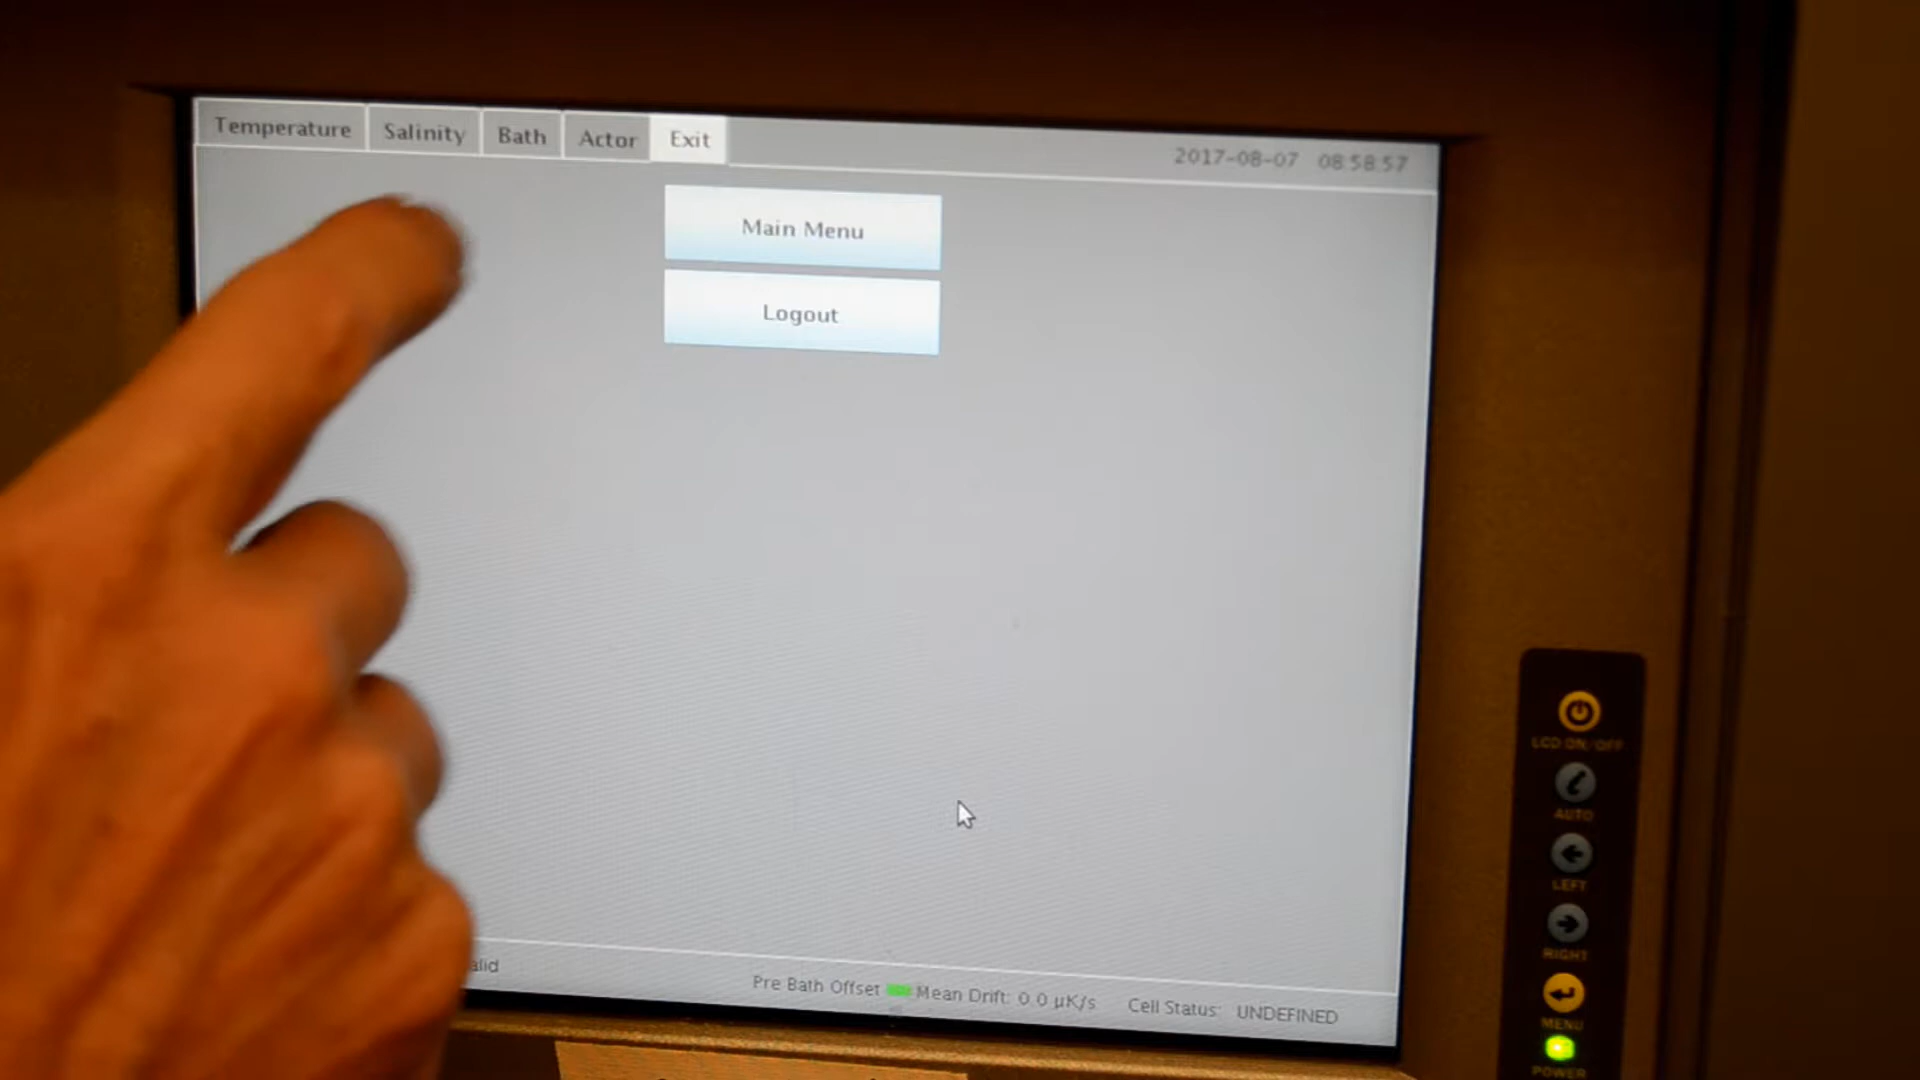 Temperature Salinity Bath Actor Exit
2017-08-07 08:58:57
Main Menu
Logout
LCD ON/OFF
AUTO
LEFT
RIGHT
MENU
POWER
alid
Pre Bath Offset Mean Drift: 0.0 µK/s Cell Status: UNDEFINED